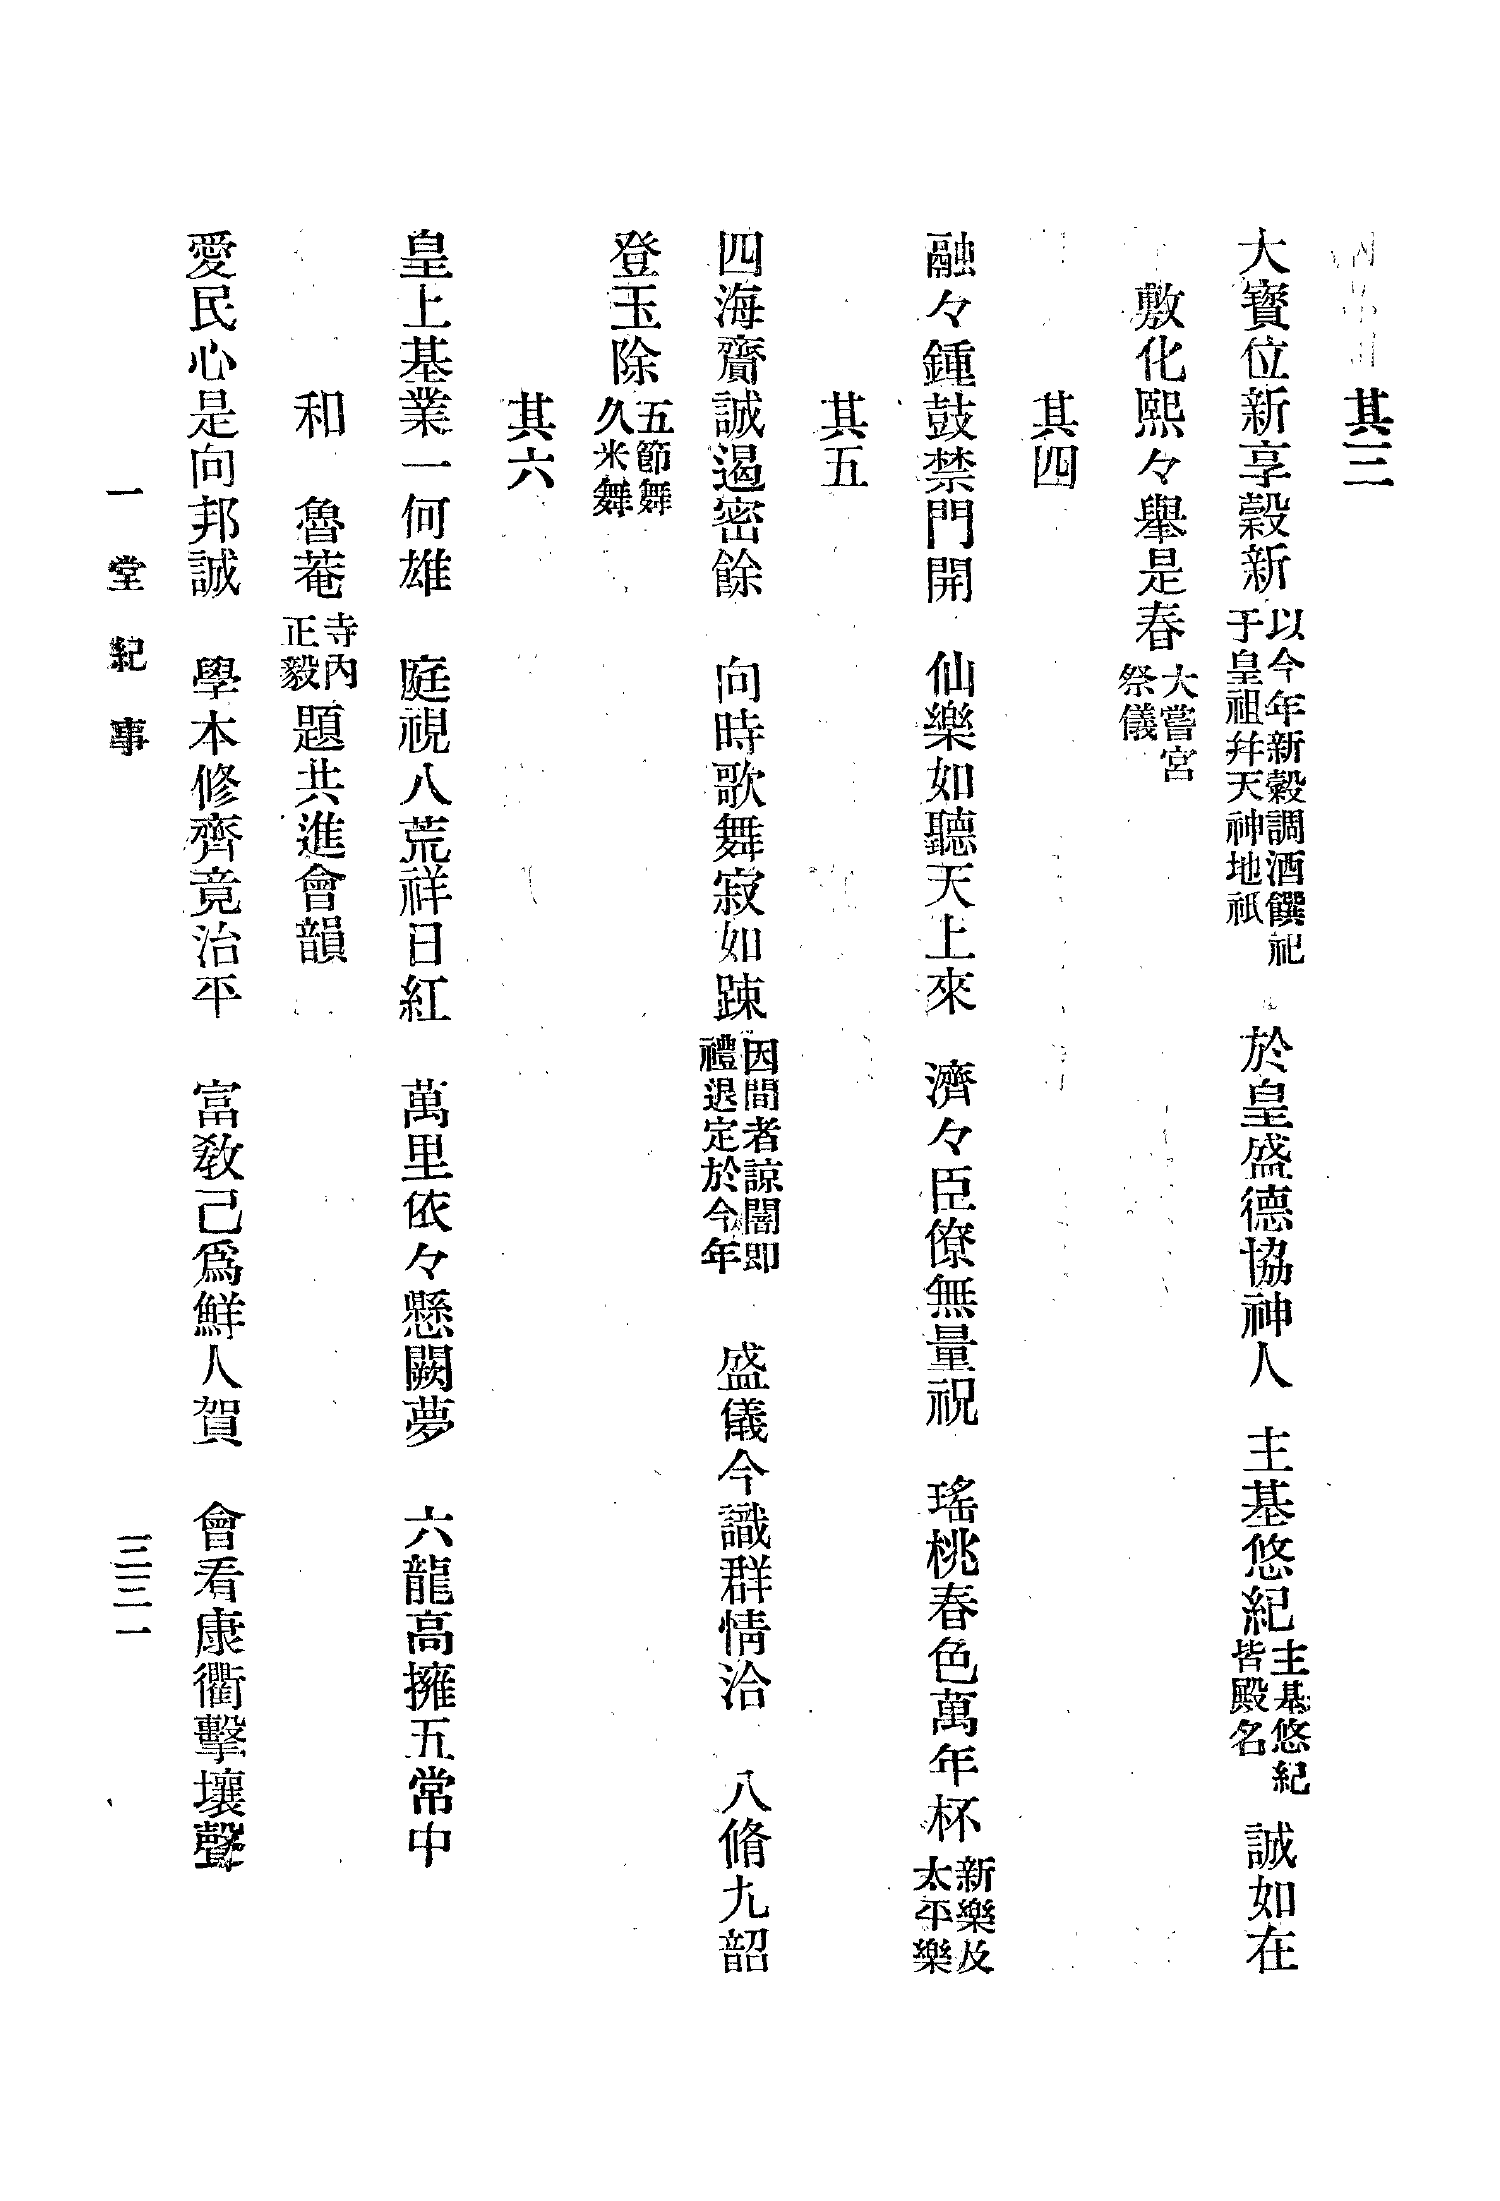 其三
大寶位新享穀新 以今年新穀調酒饌祀于皇祖幷天神地祇 於皇盛德協神人 主基悠紀 主基悠紀皆殿名 誠如在
敷化熙々舉是春 大嘗宮祭儀
其四
融々鍾鼓禁門開 仙樂如聽天上來 濟々臣僚無量祝 瑤桃春色萬年杯 新樂及太平樂
其五
四海齎誠遏密餘 向時歌舞寂如踈 因間者諒闇即禮退定於今年 盛儀今識群情洽 八脩九韶
登玉除 五節舞久米舞
其六
皇上基業一何雄 庭視八荒祥日紅 萬里依々懸闕夢 六龍高擁五常中
和 魯菴 寺內正毅 題共進會韻
愛民心是向邦誠 學本修齊竟治平 富敎己爲鮮人賀 會看康衢擊壤聲
一堂紀事
三三一